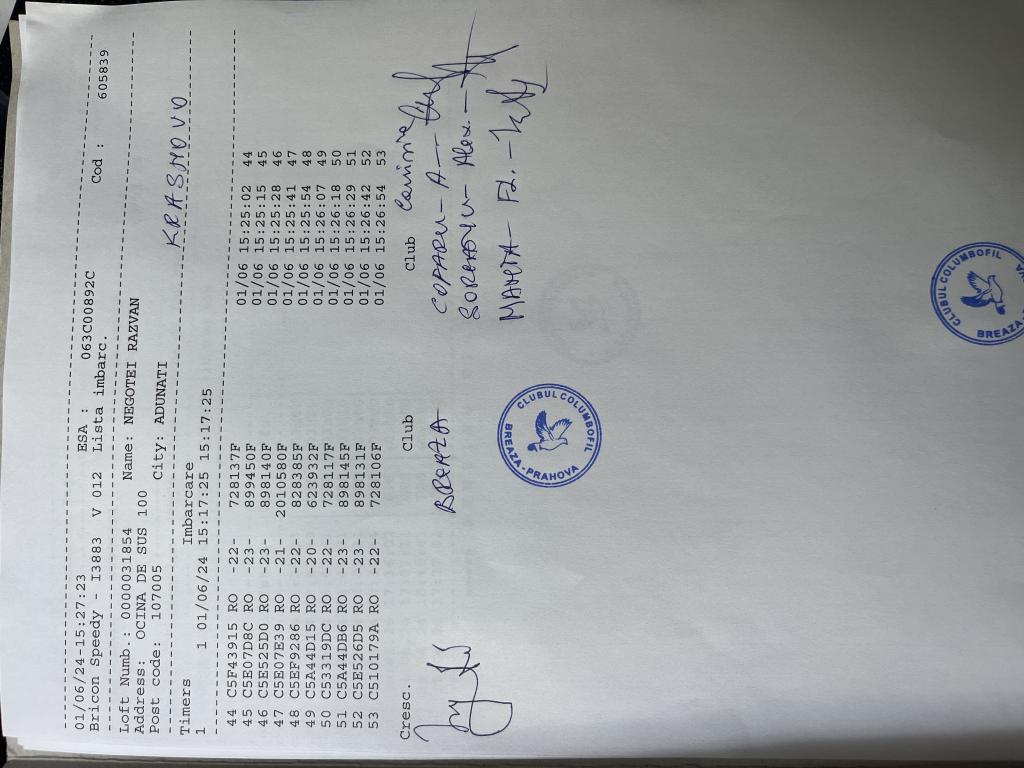 01/06/24-15:27:23 ESA : 063C00892C
Bricon Speedy - I3883 V 012 Lista imbarc. Cod : 605839
Loft Numb.: 0000031854 Name: NEGOTEI RAZVAN
Address: OCINA DE SUS 100
Post code: 107005 City: ADUNATI
KRASNOVO
Timers Imbarcare
1 1 01/06/24 15:17:25 15:17:25
44 C5F43915 RO -22- 728137F 01/06 15:25:02 44
45 C5E07D8C RO -23- 899450F 01/06 15:25:15 45
46 C5E525D0 RO -23- 898140F 01/06 15:25:28 46
47 C5E07E39 RO -21- 2010580F 01/06 15:25:41 47
48 C5EF9286 RO -22- 828385F 01/06 15:25:54 48
49 C5A44D15 RO -20- 623932F 01/06 15:26:07 49
50 C53319DC RO -22- 728117F 01/06 15:26:18 50
51 C5A44DB6 RO -23- 898145F 01/06 15:26:29 51
52 C5E526D5 RO -23- 898131F 01/06 15:26:42 52
53 C510179A RO -22- 728106F 01/06 15:26:54 53
Cresc. Club Club
BREAZA
COPARU - A
Alex.
CLUBUL COLUMBOFIL
BREAZA - PRAHOVA
CLUBUL COLUMBOFIL
BREAZA